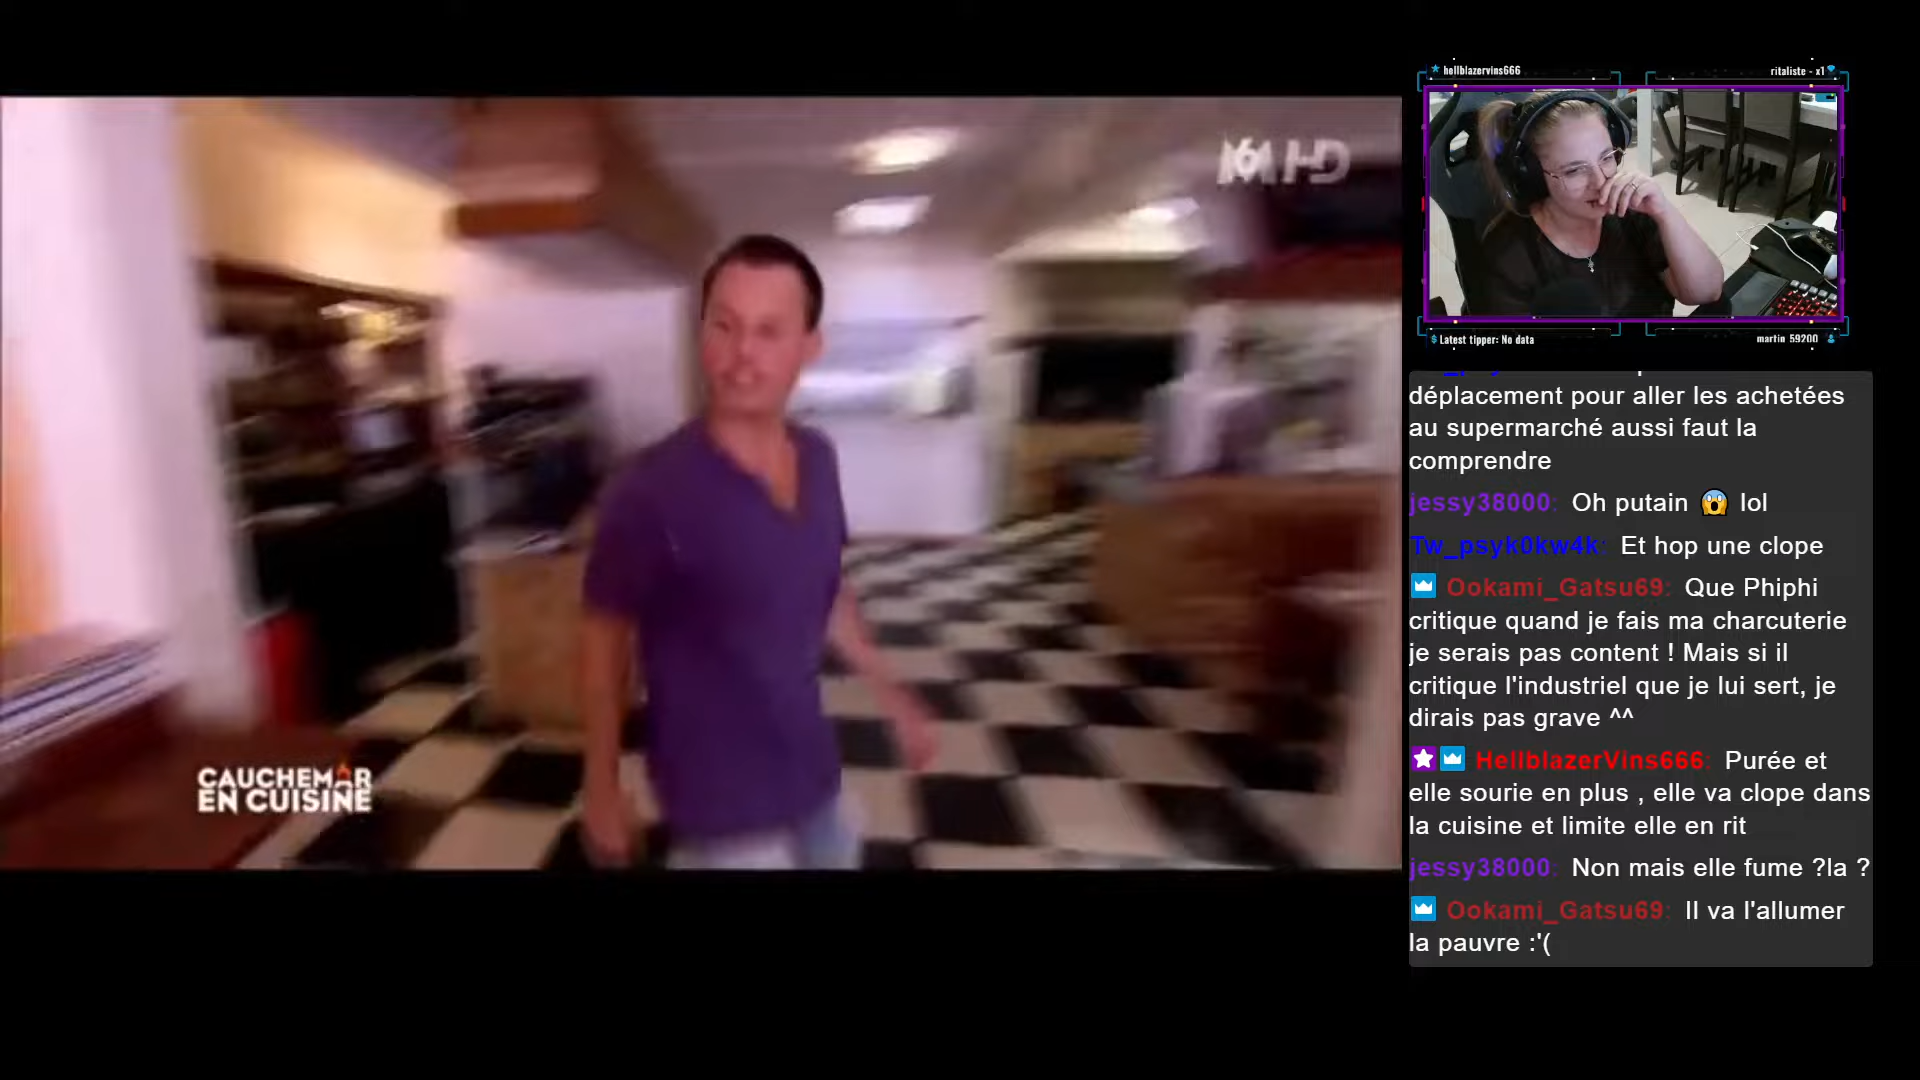 hellblazervins666
ritaliste - x1
M6 HD
Latest tipper: No data
martin_59200
déplacement pour aller les achetées
au supermarché aussi faut la
comprendre
jessy38000: Oh putain 😱 lol
Tw_psyk0kw4k: Et hop une clope
Ookami_Gatsu69: Que Phiphi
critique quand je fais ma charcuterie
je serais pas content ! Mais si il
critique l'industriel que je lui sert, je
dirais pas grave ^^
HellblazerVins666: Purée et
elle sourie en plus , elle va clope dans
la cuisine et limite elle en rit
jessy38000: Non mais elle fume ?la ?
Ookami_Gatsu69: Il va l'allumer
la pauvre :'(
CAUCHEMAR
EN CUISINE